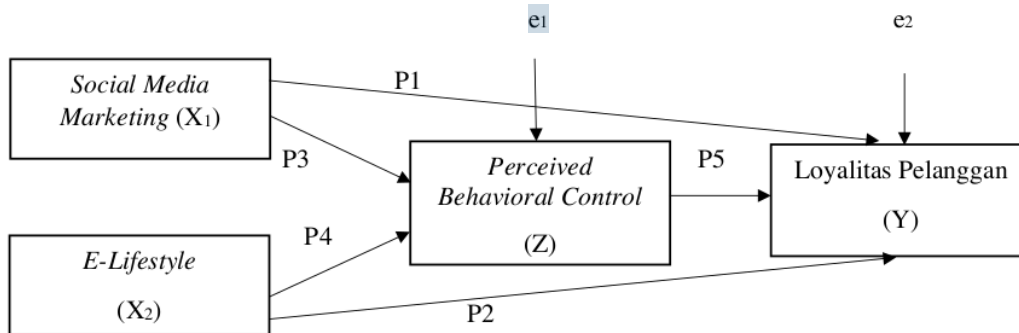 e1
e2
Social Media
Marketing (X1)
P1
P3
Perceived
Behavioral Control
(Z)
P5
Loyalitas Pelanggan
(Y)
P4
E-Lifestyle
(X2)
P2